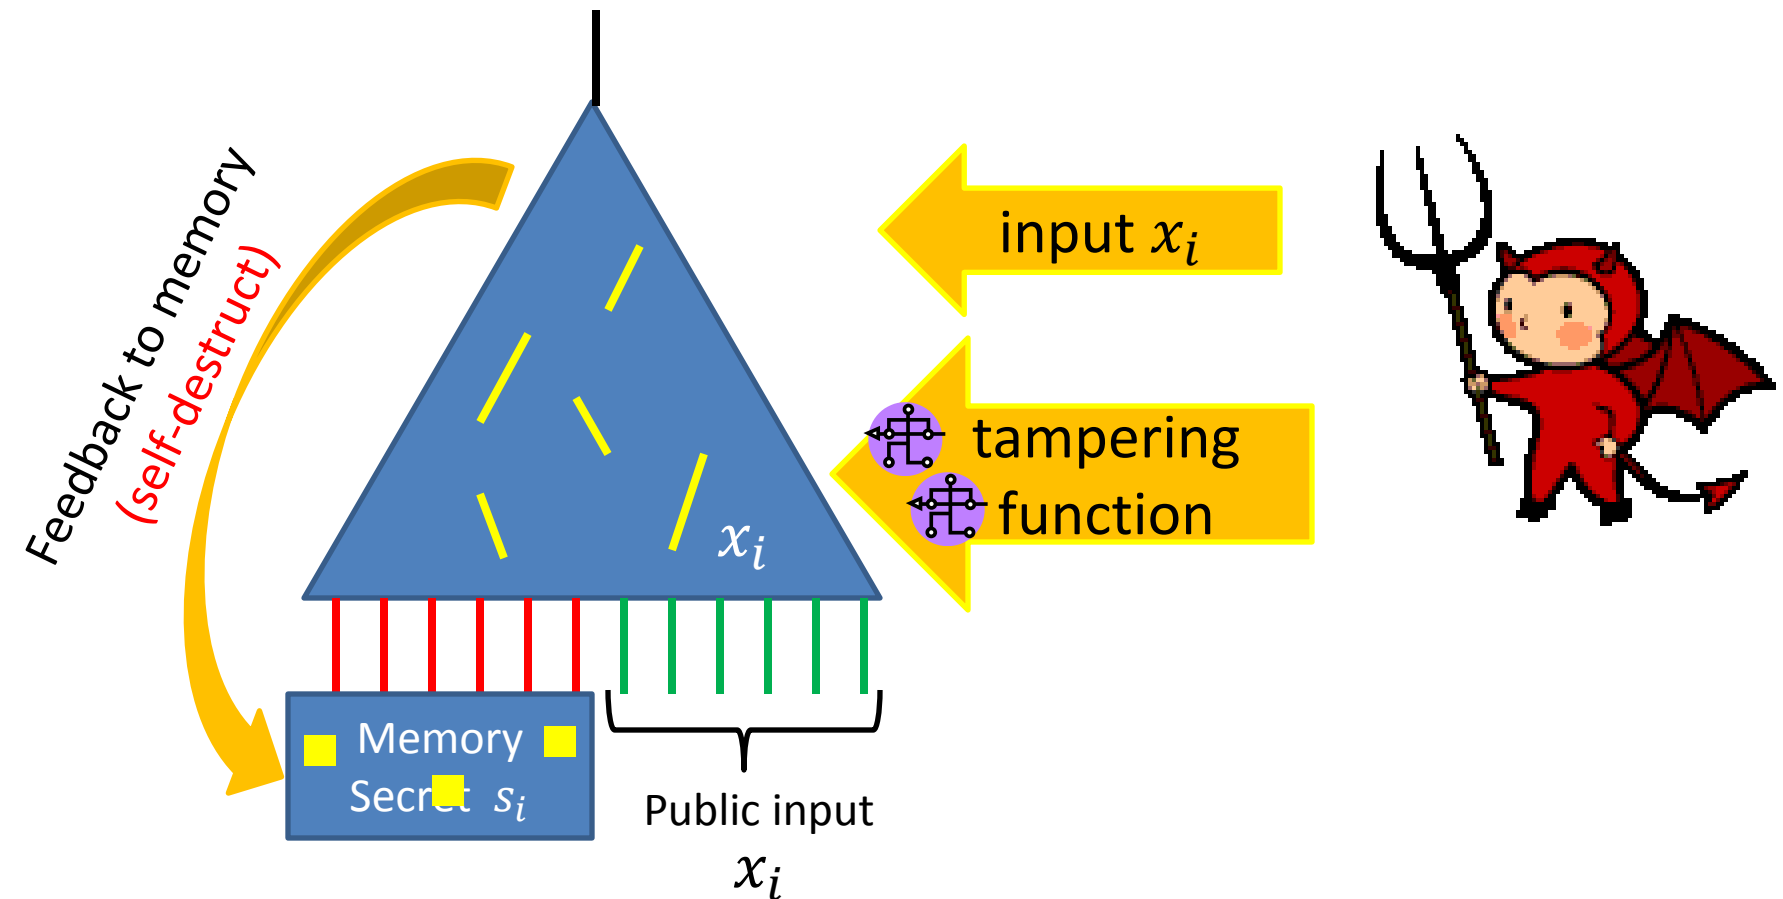 Feedback to memory
(self-destruct)
input xᵢ
tampering
function
xᵢ
Memory
Secret sᵢ
Public input
xᵢ